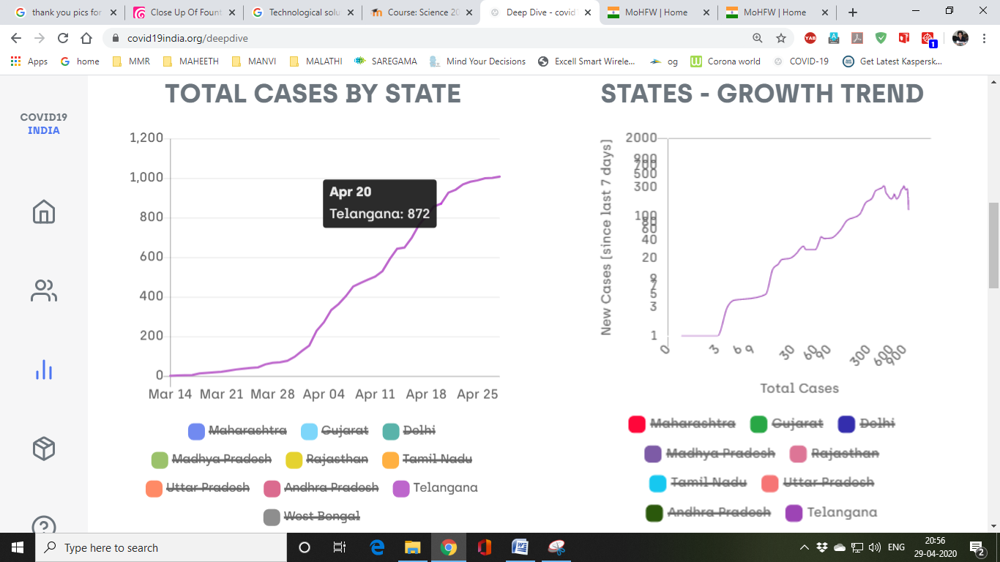 thank you pics for
Close Up Of Fount
Technological solu
Course: Science 20
Deep Dive - covid1
MoHFW | Home
MoHFW | Home
covid19india.org/deepdive
Apps
home
MMR
MAHEETH
MANVI
MALATHI
SAREGAMA
Mind Your Decisions
Excell Smart Wirele...
og
Corona world
COVID-19
Get Latest Kaspersk...
COVID19
INDIA
TOTAL CASES BY STATE
1,200
1,000
800
600
400
200
0
Apr 20
Telangana: 872
Mar 14 Mar 21 Mar 28 Apr 04 Apr 11 Apr 18 Apr 25
Maharashtra Gujarat Delhi
Madhya Pradesh Rajasthan Tamil Nadu
Uttar Pradesh Andhra Pradesh Telangana
West Bengal
STATES - GROWTH TREND
New Cases [since last 7 days]
2000
900
700
500
300
100
80
60
40
20
9
7
5
3
1
0 3 6 9 30 60 90 300 600 900
Total Cases
Maharashtra Gujarat Delhi
Madhya Pradesh Rajasthan
Tamil Nadu Uttar Pradesh
Andhra Pradesh Telangana
Type here to search
ENG
20:56
29-04-2020
2
YAB
1